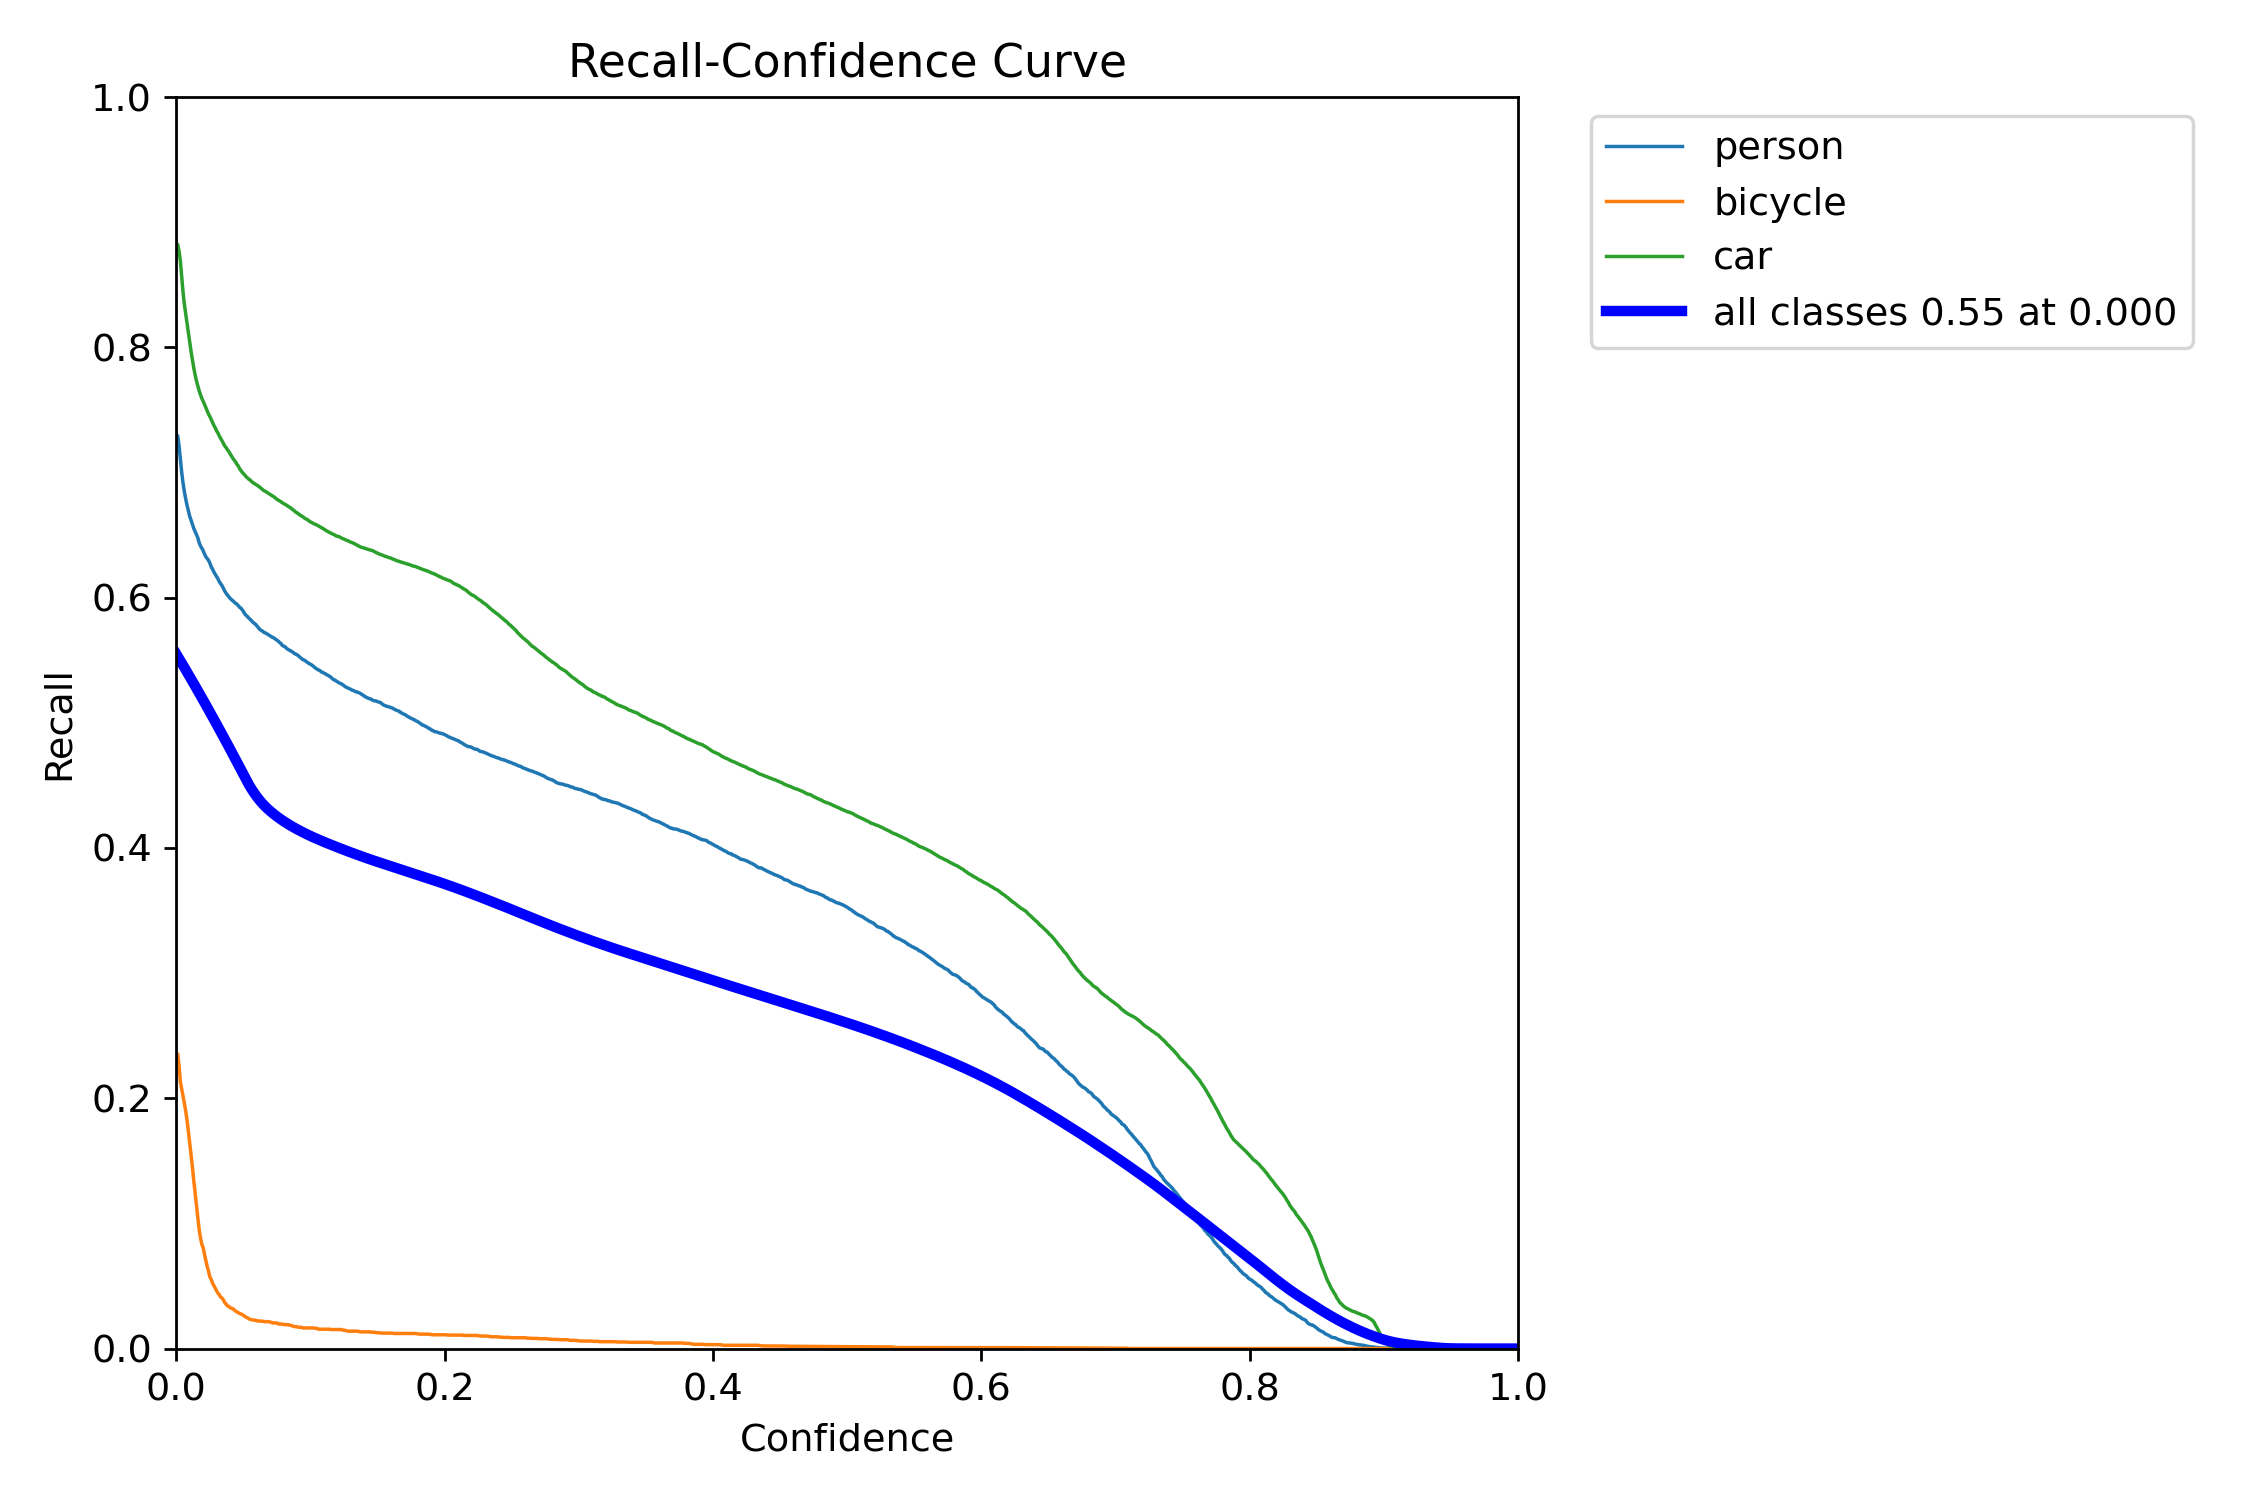 Recall-Confidence Curve
1.0
0.8
0.6
0.4
0.2
0.0
Recall
0.0 0.2 0.4 0.6 0.8 1.0
Confidence
person
bicycle
car
all classes 0.55 at 0.000